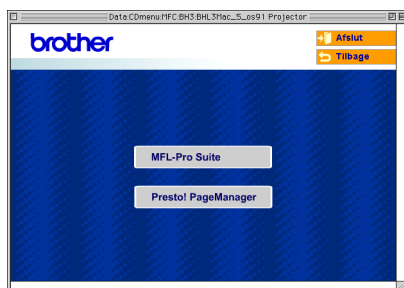 Data:CDmenu:MFC:BH3:BHL3Mac_5_os91 Projector
brother
Afslut
Tilbage
MFL-Pro Suite
Presto! PageManager